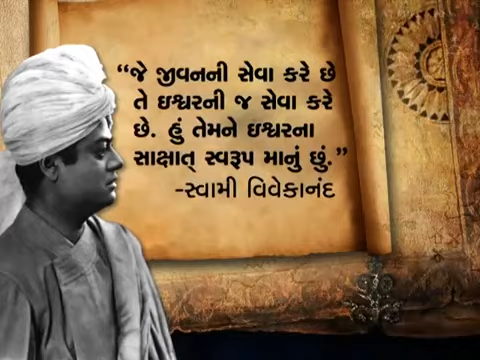 “જે જીવનની સેવા કરે છે
તે ઇશ્વરની જ સેવા કરે
છે. હું તેમને ઇશ્વરના
સાક્ષાત્ સ્વરૂપ માનું છું.”
-સ્વામી વિવેકાનંદ